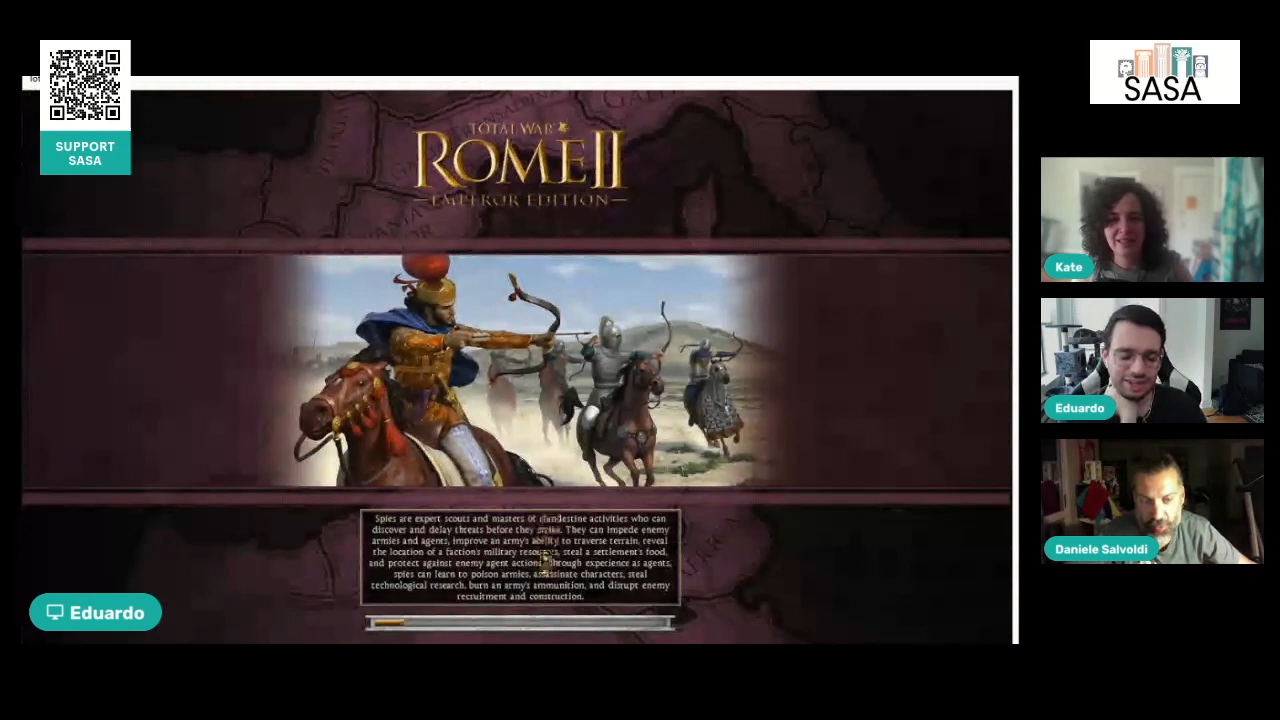 SUPPORT
SASA
SASA
TOTAL WAR
ROME II
EMPEROR EDITION
Spies are expert scouts and masters of clandestine activities who can
discover and delay threats before they strike. They can impede enemy
armies and agents, improve an army's ability to traverse terrain, reveal
the location of a faction's military resources, steal a settlement's food,
and protect against enemy agent actions. Through experience as agents,
spies can learn to poison armies, assassinate characters, steal
technological research, burn an army's ammunition, and disrupt enemy
recruitment and construction.
Eduardo
Kate
Eduardo
Daniele Salvoldi